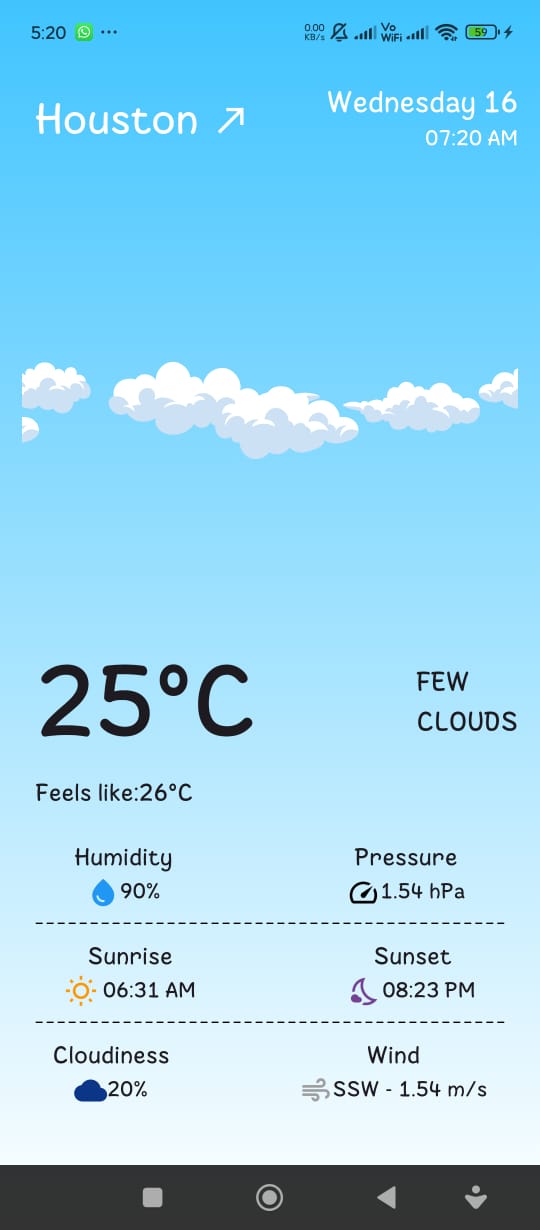 5:20 ... 0.00 KB/s Vo WiFi 59
Houston
Wednesday 16
07:20 AM
25°C
FEW
CLOUDS
Feels like:26°C
Humidity Pressure
90% 1.54 hPa
Sunrise Sunset
06:31 AM 08:23 PM
Cloudiness Wind
20% SSW - 1.54 m/s